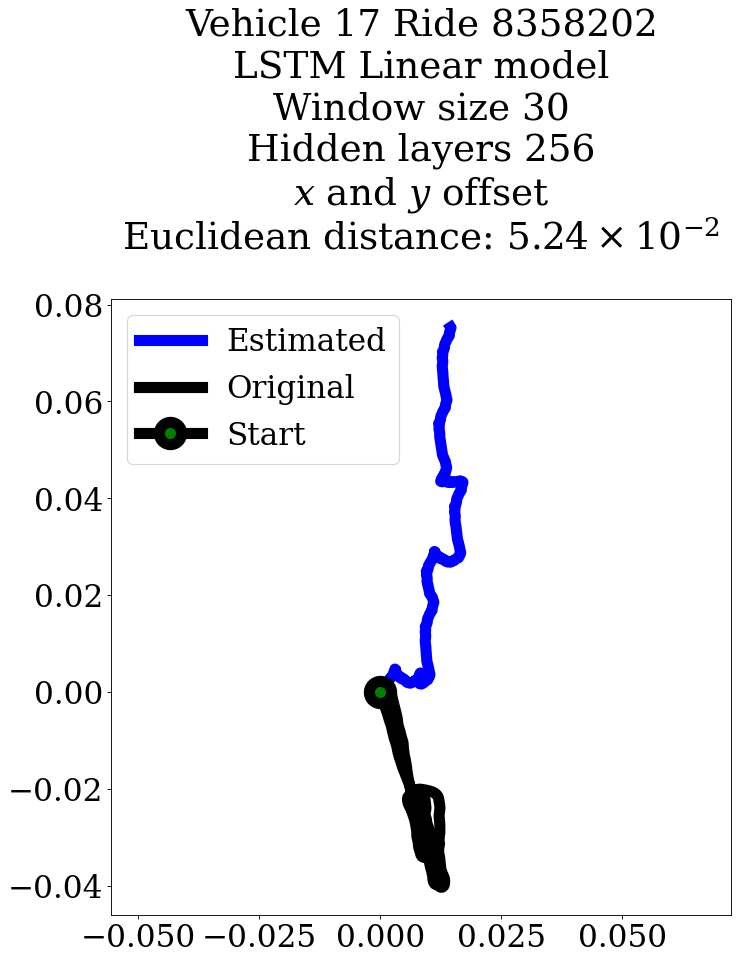 Vehicle 17 Ride 8358202
LSTM Linear model
Window size 30
Hidden layers 256
x and y offset
Euclidean distance: 5.24 × 10⁻²
0.08
Estimated
Original
Start
0.06
0.04
0.02
0.00
−0.02
−0.04
−0.050 −0.025 0.000 0.025 0.050